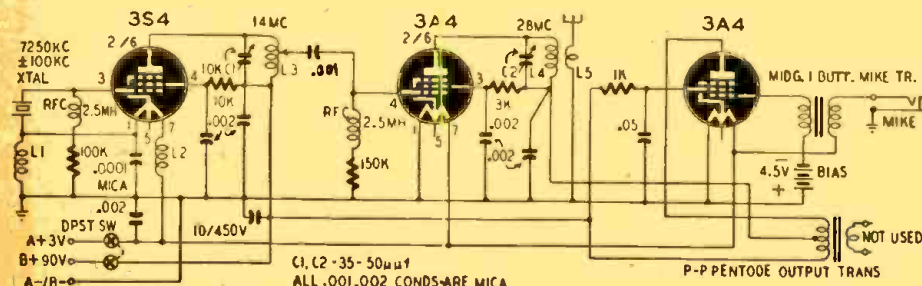 3S4
14MC
3A4
28MC
3A4
7250KC
±100KC
XTAL
2/6
3
4
10K
C1
L3
.001
2/6
C2
L4
L5
1K
MIDG. 1 BUTT. MIKE TR.
RFC
2.5MH
10K
.002
RFC
2.5MH
4
3
3K
.002
.002
.05
MIKE
L1
100K
1
5
7
L2
.0001
MICA
.002
150K
1
5
7
4.5V
BIAS
+
DPST SW
A+3V
B+90V
A-/B-
10/450V
C1, C2 -35-50µµf
ALL .001,.002 CONDS-ARE MICA
NOT USED
P-P PENTODE OUTPUT TRANS